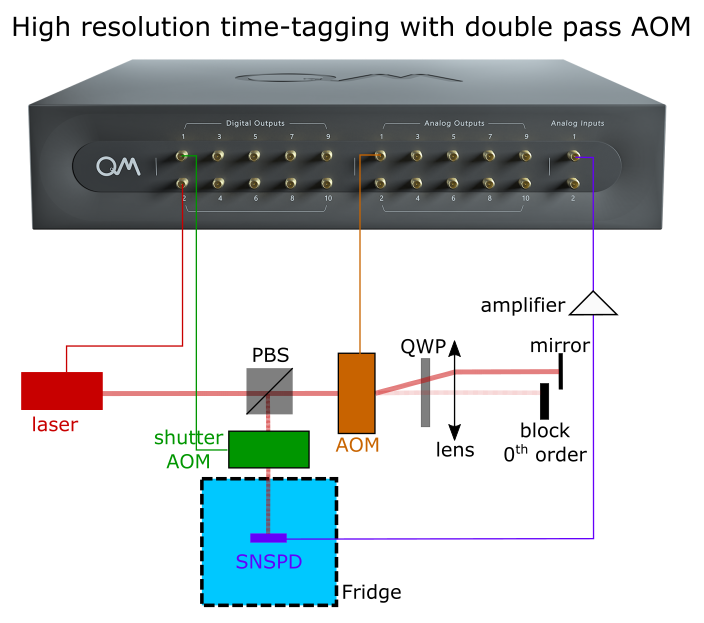 High resolution time-tagging with double pass AOM
QM
Digital Outputs
Analog Outputs
Analog Inputs
1 3 5 7 9
1 3 5 7 9
1
QM
2 4 6 8 10
2 4 6 8 10
2
amplifier
PBS
QWP
mirror
laser
shutter
AOM
AOM
lens
block
0th order
SNSPD
Fridge